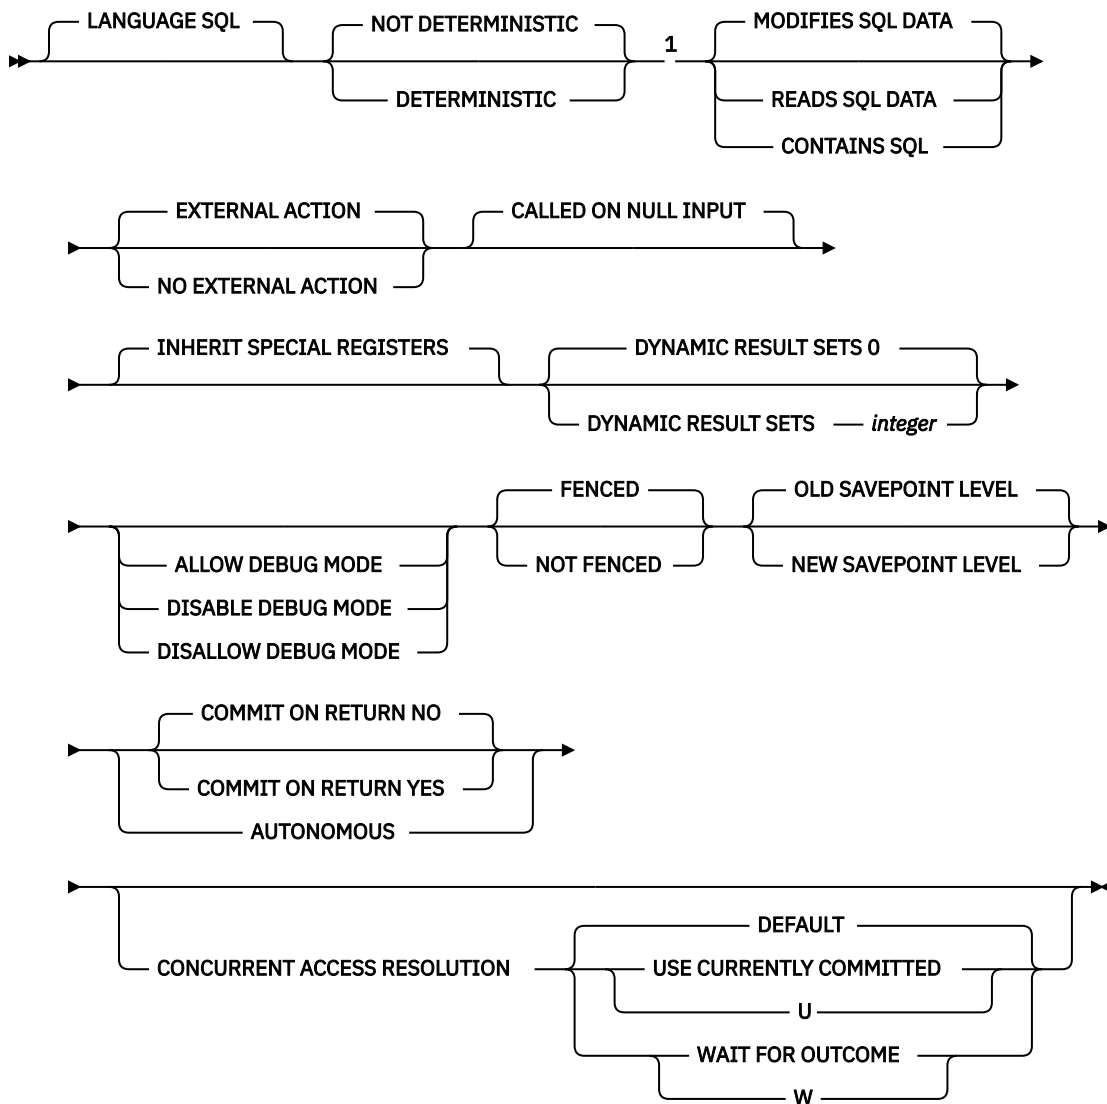 LANGUAGE SQL
NOT DETERMINISTIC
DETERMINISTIC
1
MODIFIES SQL DATA
READS SQL DATA
CONTAINS SQL
EXTERNAL ACTION
NO EXTERNAL ACTION
CALLED ON NULL INPUT
INHERIT SPECIAL REGISTERS
DYNAMIC RESULT SETS 0
DYNAMIC RESULT SETS integer
ALLOW DEBUG MODE
DISABLE DEBUG MODE
DISALLOW DEBUG MODE
FENCED
NOT FENCED
OLD SAVEPOINT LEVEL
NEW SAVEPOINT LEVEL
COMMIT ON RETURN NO
COMMIT ON RETURN YES
AUTONOMOUS
CONCURRENT ACCESS RESOLUTION
DEFAULT
USE CURRENTLY COMMITTED
U
WAIT FOR OUTCOME
W